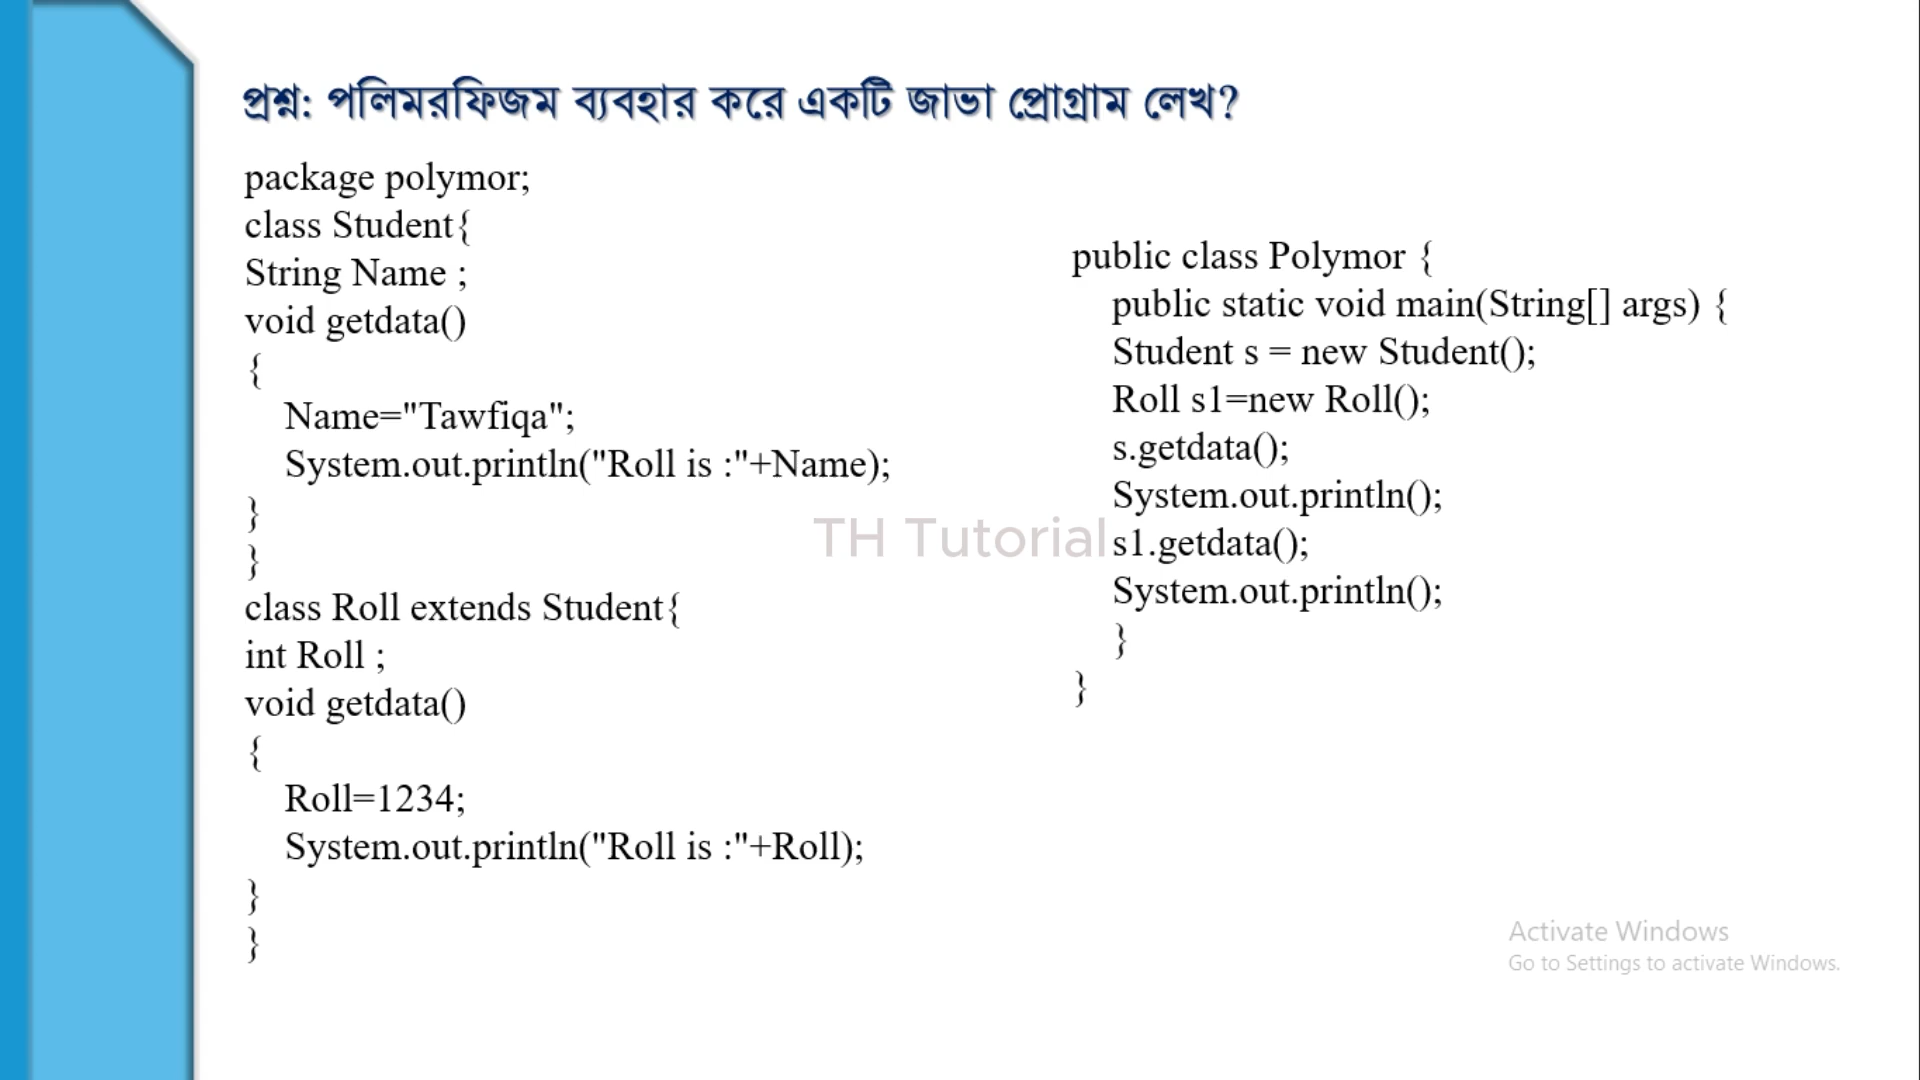 প্রশ্ন: পলিমরফিজম ব্যবহার করে একটি জাভা প্রোগ্রাম লেখ?
package polymor;
class Student{
String Name ;
void getdata()
{
Name="Tawfiqa";
System.out.println("Roll is :"+Name);
}
}
class Roll extends Student{
int Roll ;
void getdata()
{
Roll=1234;
System.out.println("Roll is :"+Roll);
}
}
public class Polymor {
public static void main(String[] args) {
Student s = new Student();
Roll s1=new Roll();
s.getdata();
System.out.println();
s1.getdata();
System.out.println();
}
}
TH Tutorial
Activate Windows
Go to Settings to activate Windows.